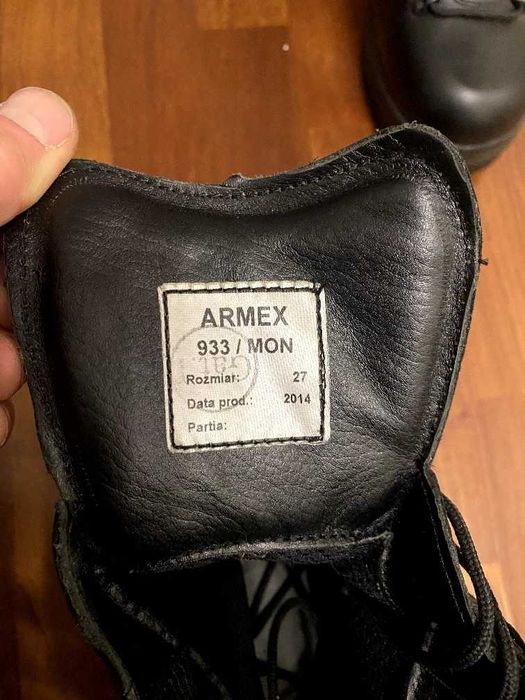 ARMEX
933 / MON
Rozmiar: 27
Data prod.: 2014
Partia: